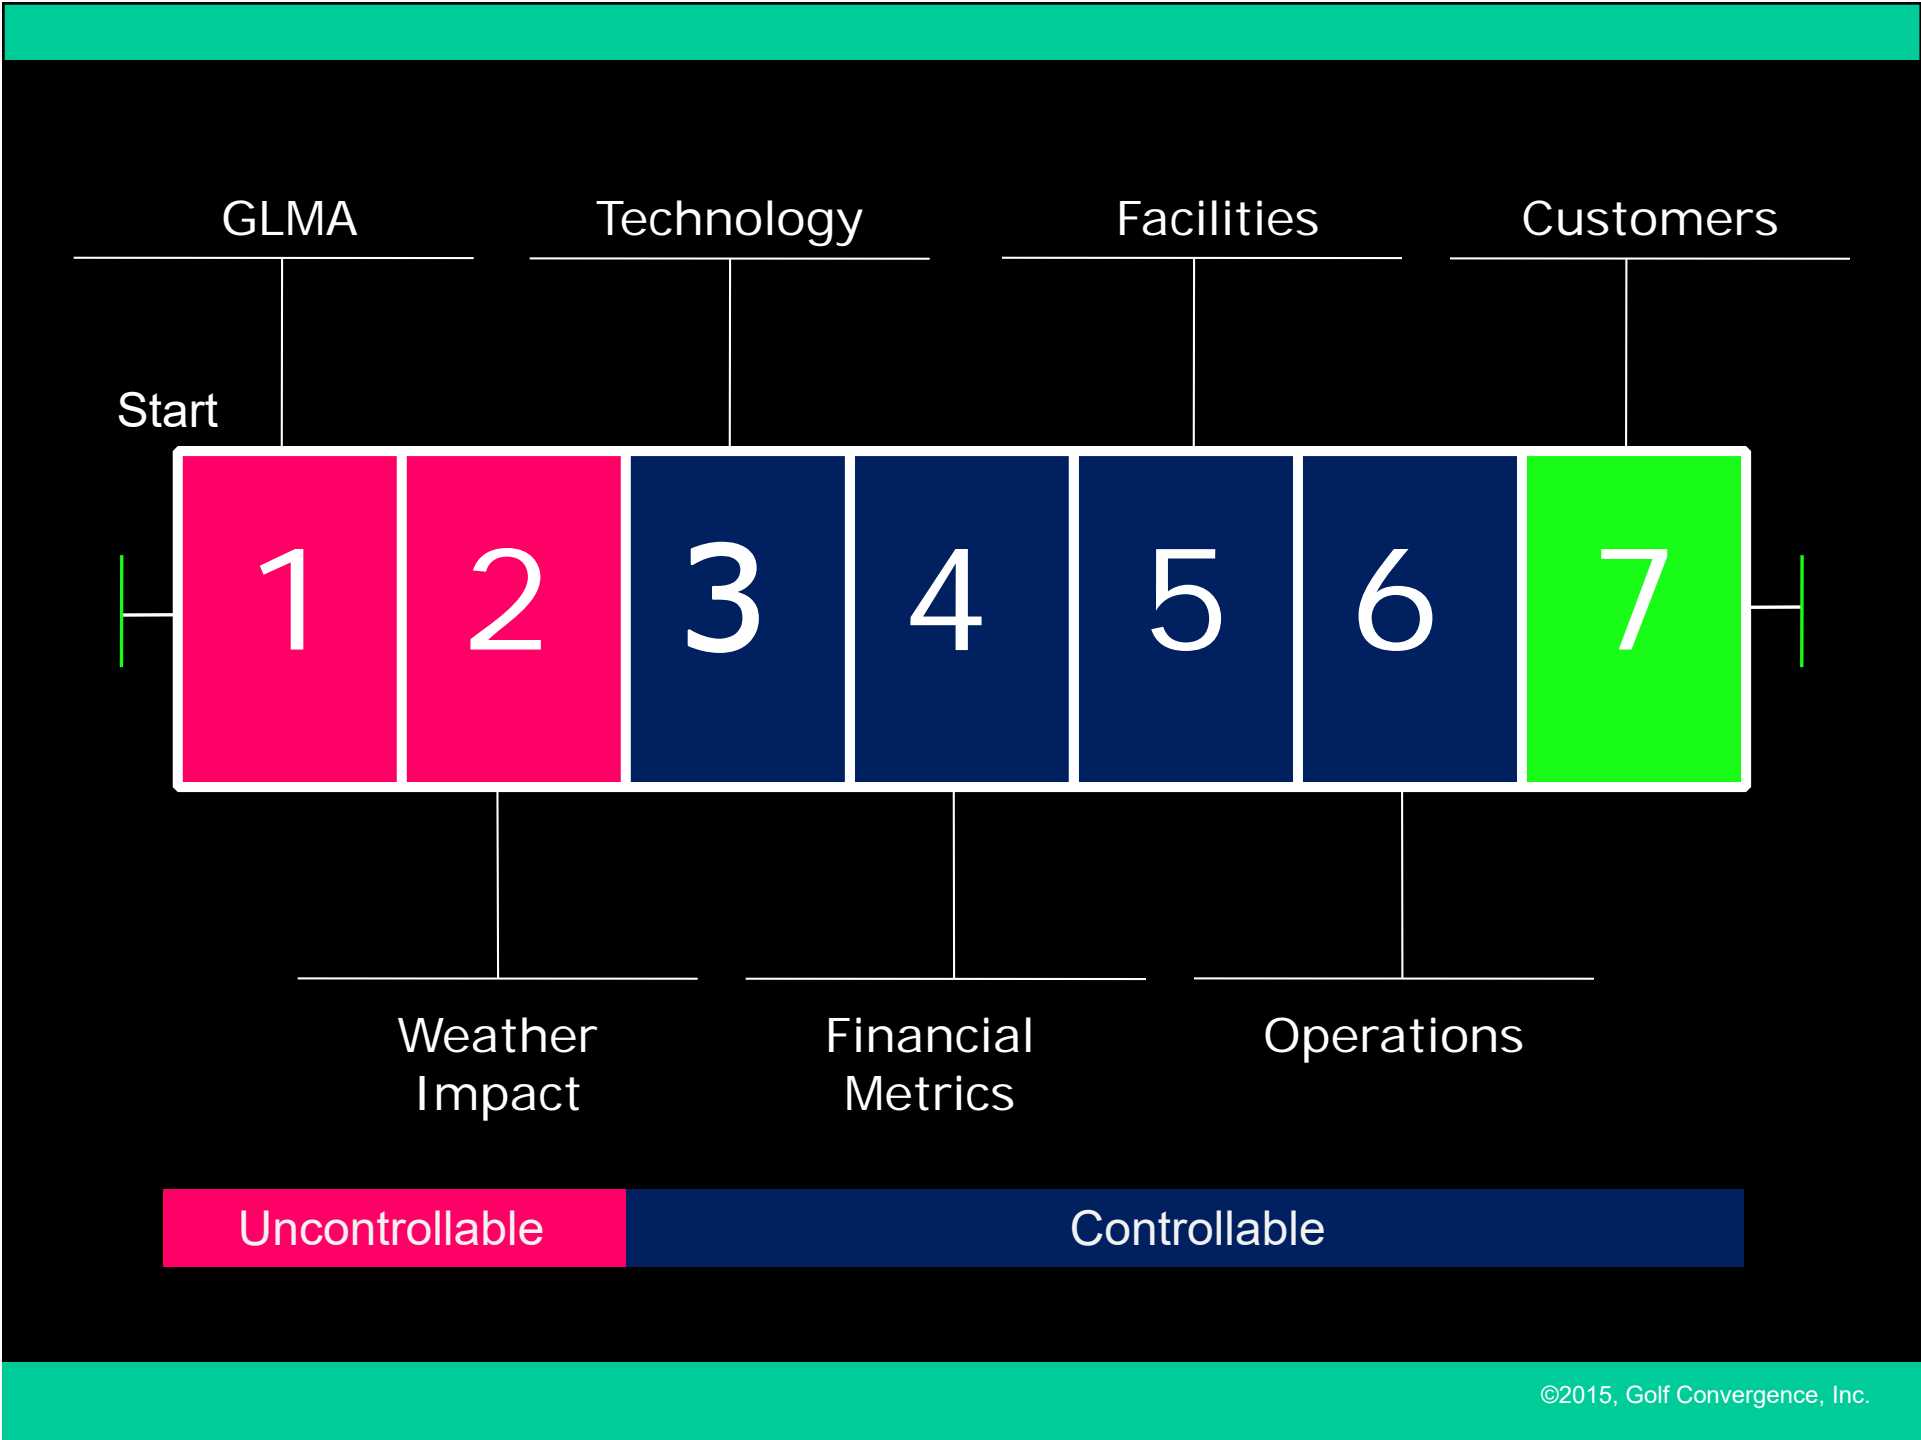 GLMA
Technology
Facilities
Customers
Start
1
2
3
4
5
6
7
Weather
Impact
Financial
Metrics
Operations
Uncontrollable
Controllable
©2015, Golf Convergence, Inc.